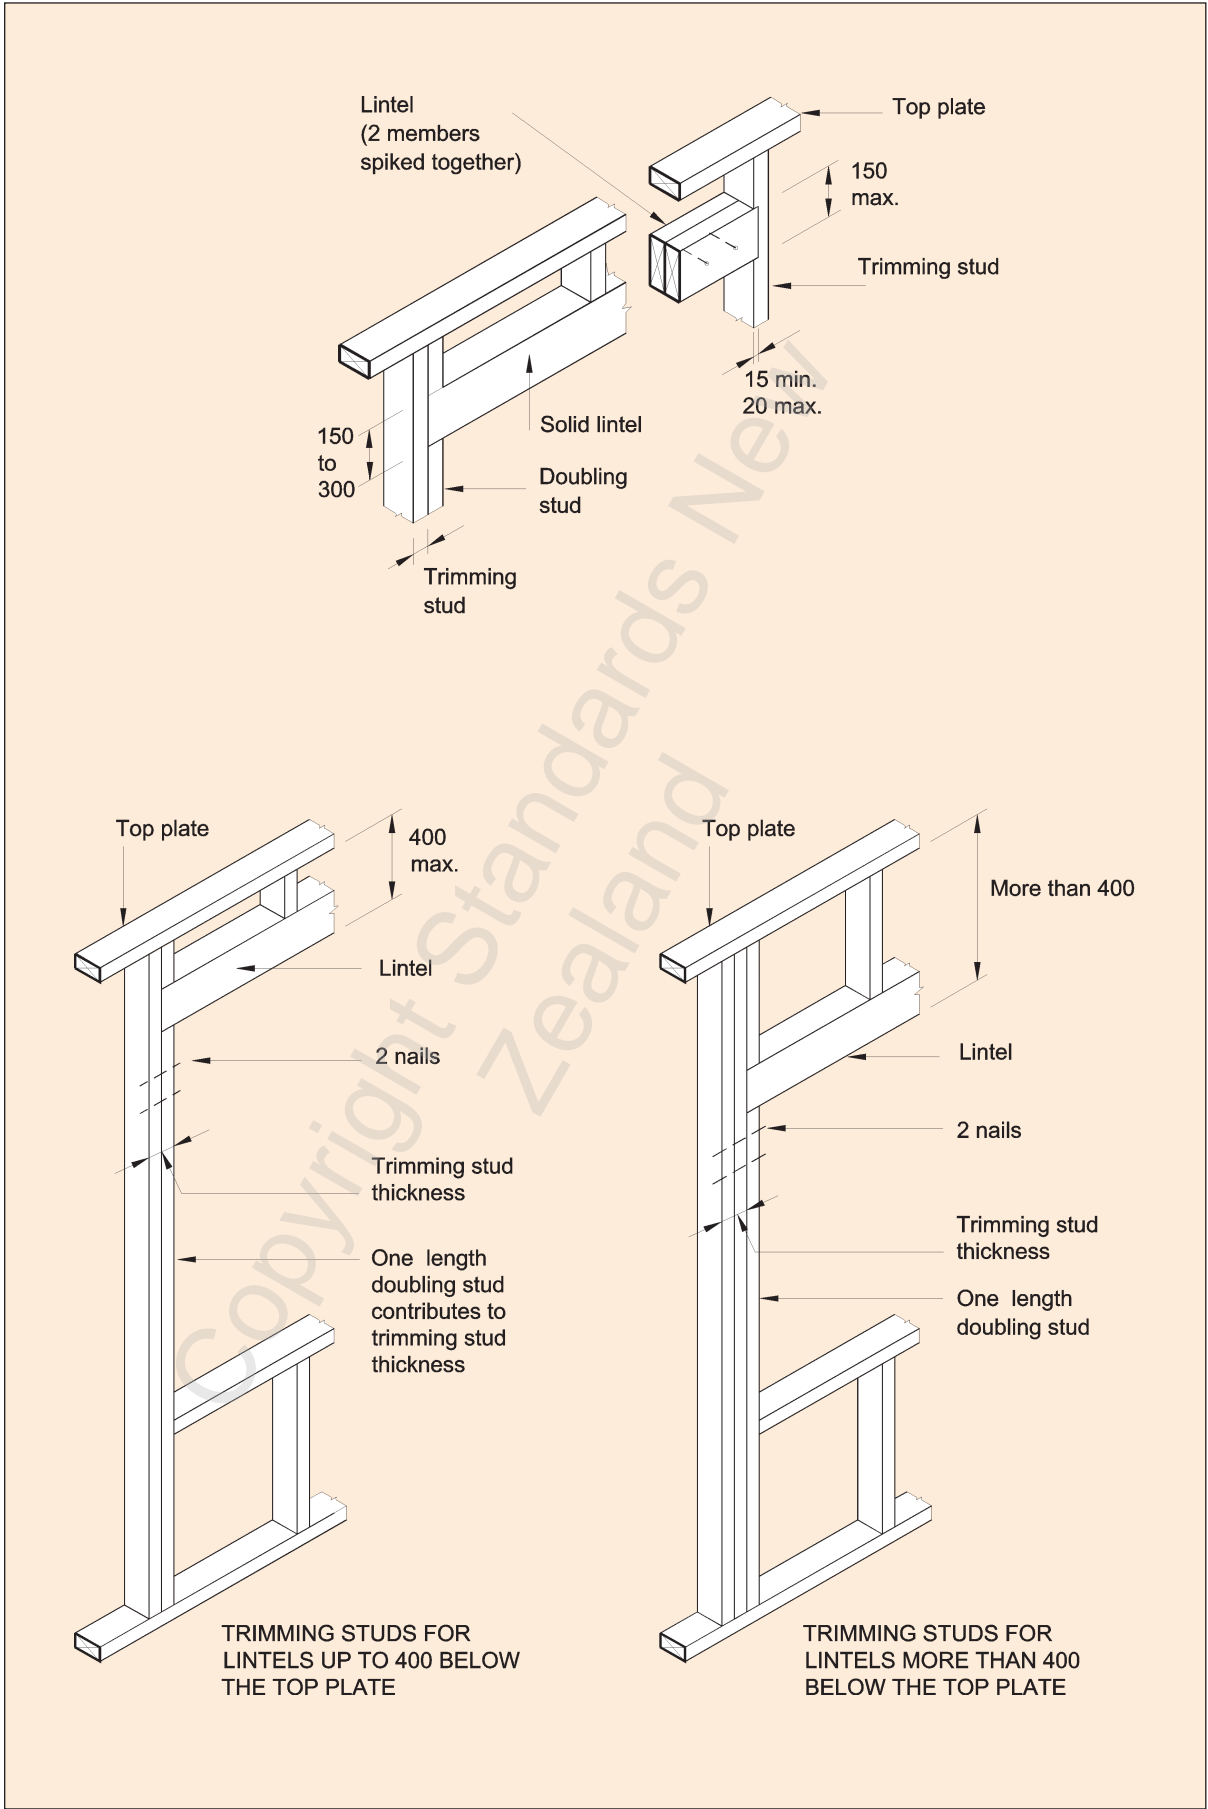 Lintel
(2 members
spiked together)
Top plate
150
max.
Trimming stud
15 min.
20 max.
Solid lintel
150
to
300
Doubling
stud
Trimming
stud
Top plate
400
max.
Lintel
2 nails
Trimming stud
thickness
One length
doubling stud
contributes to
trimming stud
thickness
TRIMMING STUDS FOR
LINTELS UP TO 400 BELOW
THE TOP PLATE
Top plate
More than 400
Lintel
2 nails
Trimming stud
thickness
One length
doubling stud
TRIMMING STUDS FOR
LINTELS MORE THAN 400
BELOW THE TOP PLATE
Copyright Standards New
Zealand